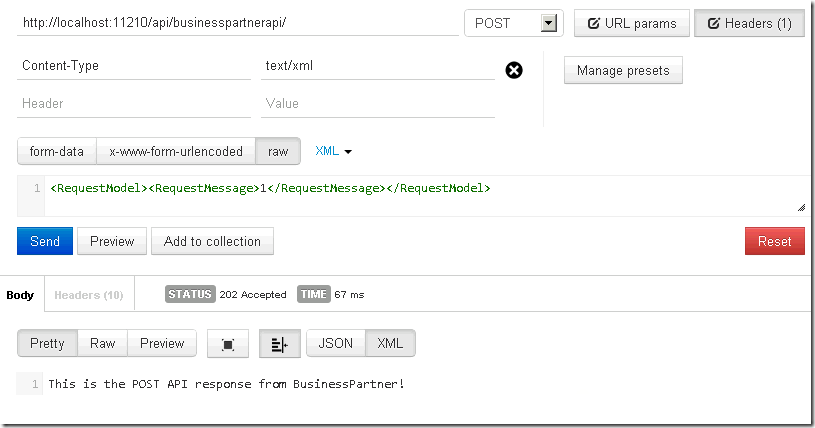 http://localhost:11210/api/businesspartnerapi/ POST URL params Headers (1)
Content-Type text/xml Manage presets
Header Value
form-data x-www-form-urlencoded raw XML
1 <RequestModel><RequestMessage>1</RequestMessage></RequestModel>
Send Preview Add to collection Reset
Body Headers (10) STATUS 202 Accepted TIME 67 ms
Pretty Raw Preview JSON XML
1 This is the POST API response from BusinessPartner!